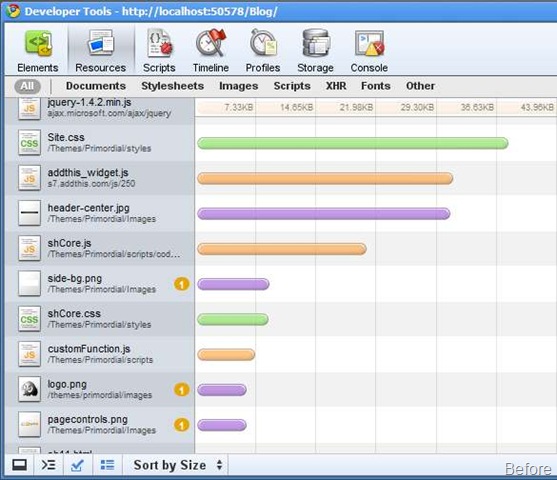 Developer Tools - http://localhost:50578/Blog/
Elements Resources Scripts Timeline Profiles Storage Console
All Documents Stylesheets Images Scripts XHR Fonts Other
7.33KB 14.65KB 21.98KB 29.30KB 36.63KB 43.96KB
jquery-1.4.2.min.js
ajax.microsoft.com/ajax/jquery
Site.css
/Themes/Primordial/styles
addthis_widget.js
s7.addthis.com/js/250
header-center.jpg
/Themes/Primordial/Images
shCore.js
/Themes/Primordial/scripts/cod...
side-bg.png
/Themes/Primordial/Images
1
shCore.css
/Themes/Primordial/styles
customFunction.js
/Themes/Primordial/scripts
logo.png
/themes/primordial/images
1
pagecontrols.png
/Themes/Primordial/Images
1
Sort by Size
Before